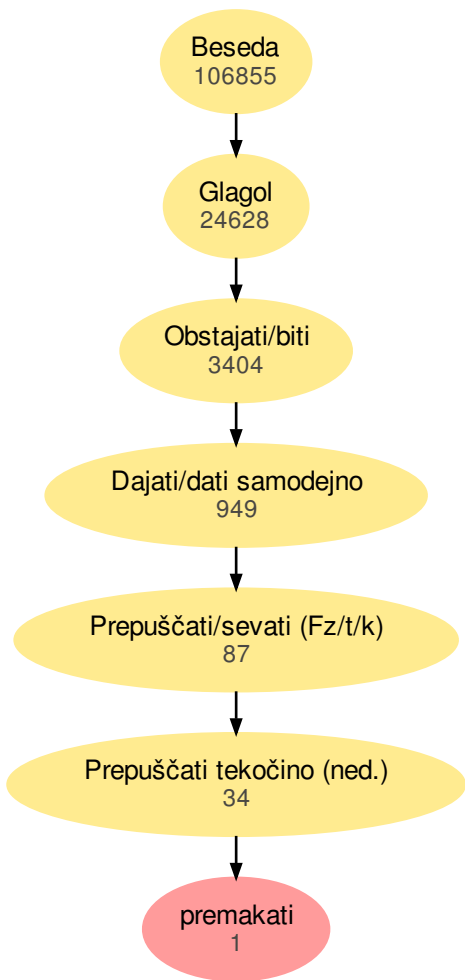 Beseda
106855
Glagol
24628
Obstajati/biti
3404
Dajati/dati samodejno
949
Prepuščati/sevati (Fz/t/k)
87
Prepuščati tekočino (ned.)
34
premakati
1